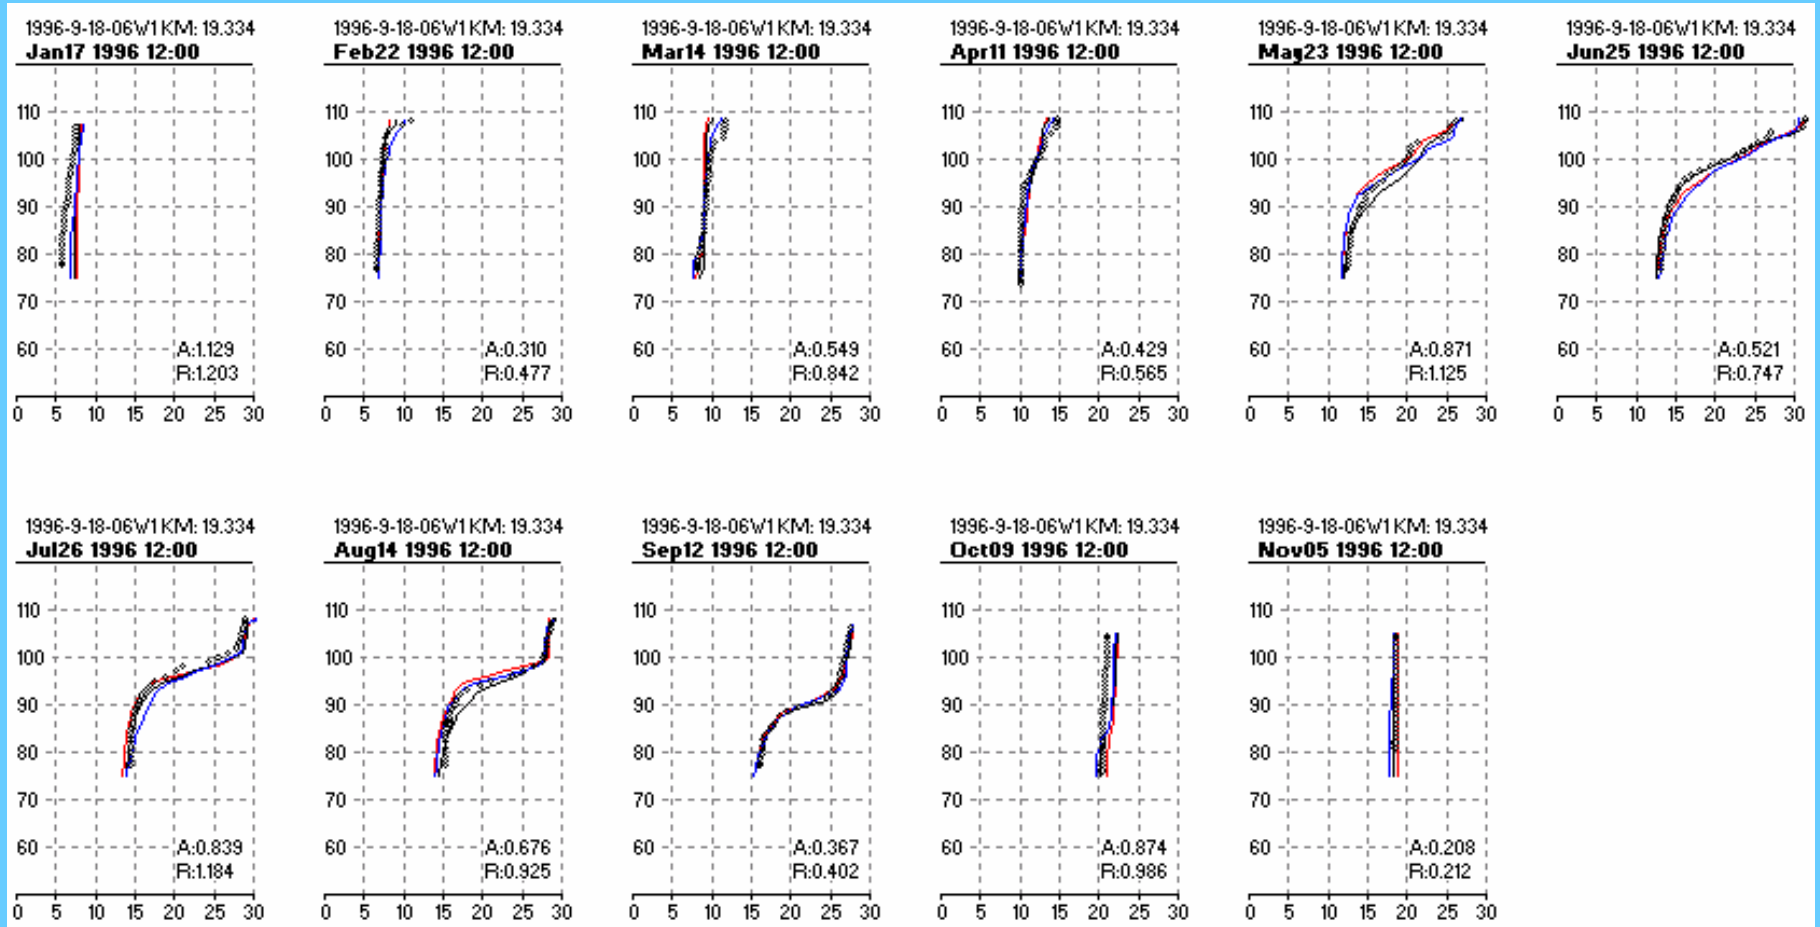 1996-9-18-06W1 KM: 19.334
Jan17 1996 12:00
110
100
90
80
70
60
A:1.129
R:1.203
0 5 10 15 20 25 30
1996-9-18-06W1 KM: 19.334
Feb22 1996 12:00
110
100
90
80
70
60
A:0.310
R:0.477
0 5 10 15 20 25 30
1996-9-18-06W1 KM: 19.334
Mar14 1996 12:00
110
100
90
80
70
60
A:0.549
R:0.842
0 5 10 15 20 25 30
1996-9-18-06W1 KM: 19.334
Apr11 1996 12:00
110
100
90
80
70
60
A:0.429
R:0.565
0 5 10 15 20 25 30
1996-9-18-06W1 KM: 19.334
May23 1996 12:00
110
100
90
80
70
60
A:0.871
R:1.125
0 5 10 15 20 25 30
1996-9-18-06W1 KM: 19.334
Jun25 1996 12:00
110
100
90
80
70
60
A:0.521
R:0.747
0 5 10 15 20 25 30
1996-9-18-06W1 KM: 19.334
Jul26 1996 12:00
110
100
90
80
70
60
A:0.839
R:1.184
0 5 10 15 20 25 30
1996-9-18-06W1 KM: 19.334
Aug14 1996 12:00
110
100
90
80
70
60
A:0.676
R:0.925
0 5 10 15 20 25 30
1996-9-18-06W1 KM: 19.334
Sep12 1996 12:00
110
100
90
80
70
60
A:0.367
R:0.402
0 5 10 15 20 25 30
1996-9-18-06W1 KM: 19.334
Oct09 1996 12:00
110
100
90
80
70
60
A:0.874
R:0.986
0 5 10 15 20 25 30
1996-9-18-06W1 KM: 19.334
Nov05 1996 12:00
110
100
90
80
70
60
A:0.208
R:0.212
0 5 10 15 20 25 30